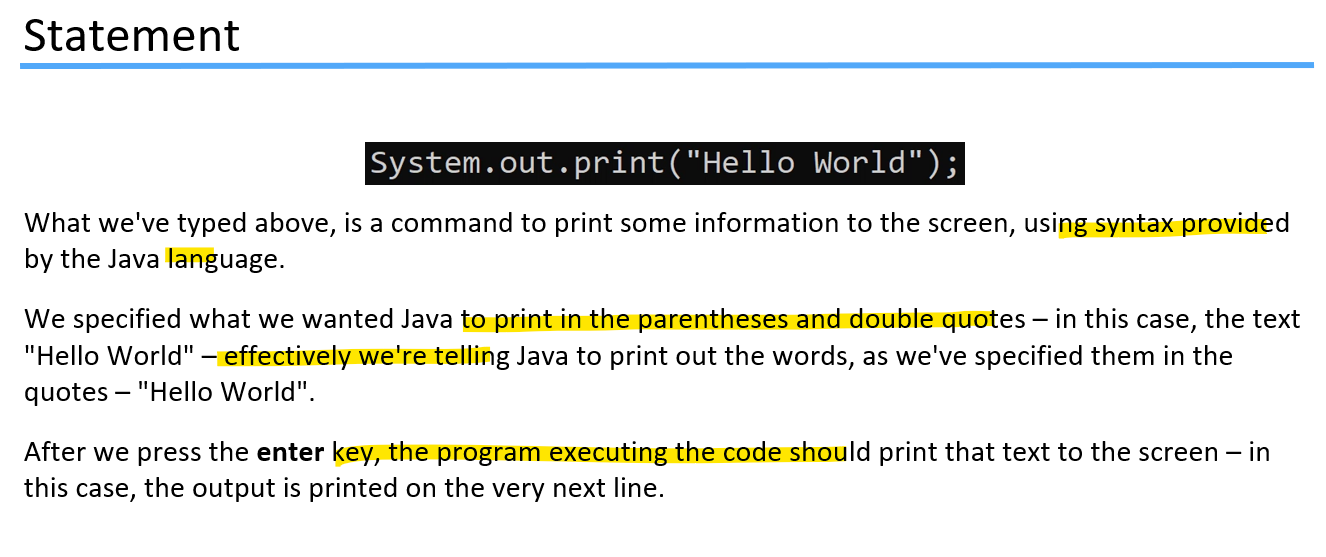 Statement
System.out.print("Hello World");
What we've typed above, is a command to print some information to the screen, using syntax provided
by the Java language.
We specified what we wanted Java to print in the parentheses and double quotes – in this case, the text
"Hello World" – effectively we're telling Java to print out the words, as we've specified them in the
quotes – "Hello World".
After we press the enter key, the program executing the code should print that text to the screen – in
this case, the output is printed on the very next line.